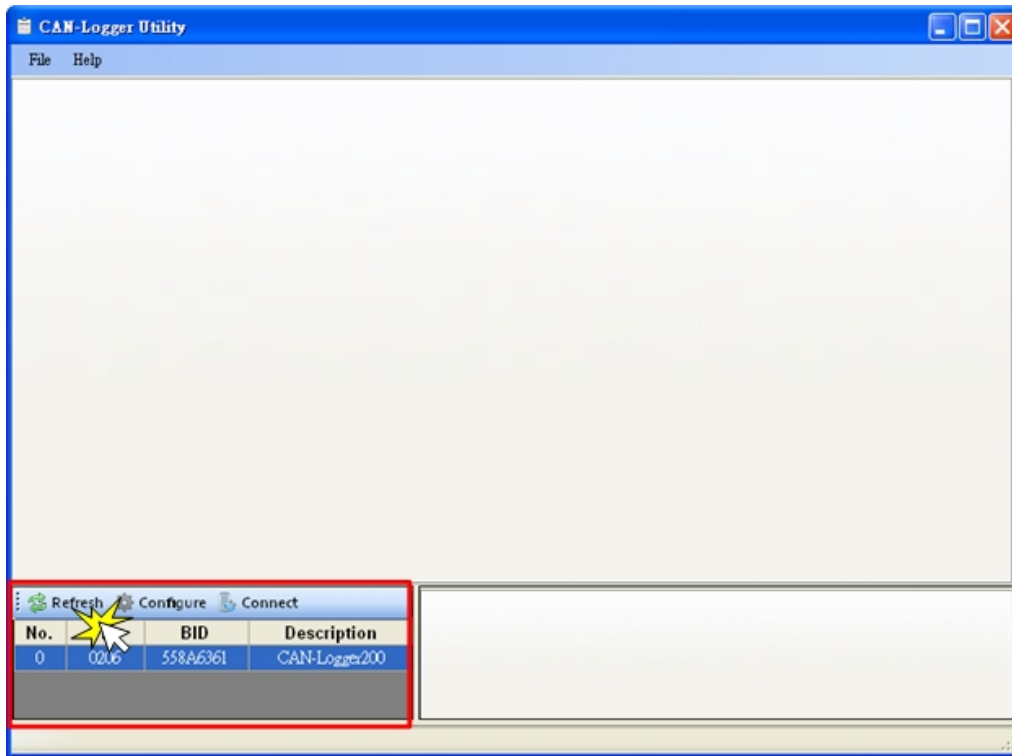 CAN-Logger Utility
File Help
Refresh Configure Connect
No. BID Description
0 0206 558A6361 CAN-Logger200